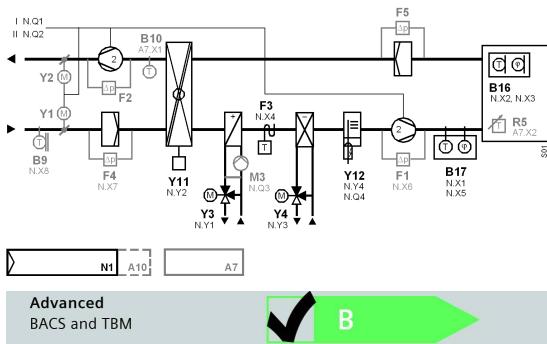 I N.Q1
II N.Q2
F5
Δp
B10
A7.X1
2
T
Y2
M
Δp
F2
B16
N.X2, N.X3
T
φ
Y1
M
R5
A7.X2
T
F3
N.X4
T
2
B9
N.X8
T
Δp
F4
N.X7
Y11
N.Y2
+
M3
N.Q3
−
Y12
N.Y4
N.Q4
Δp
F1
N.X6
T
φ
B17
N.X1
N.X5
S01
M
Y3
N.Y1
M
Y4
N.Y3
N1
A10
A7
Advanced
BACS and TBM
B